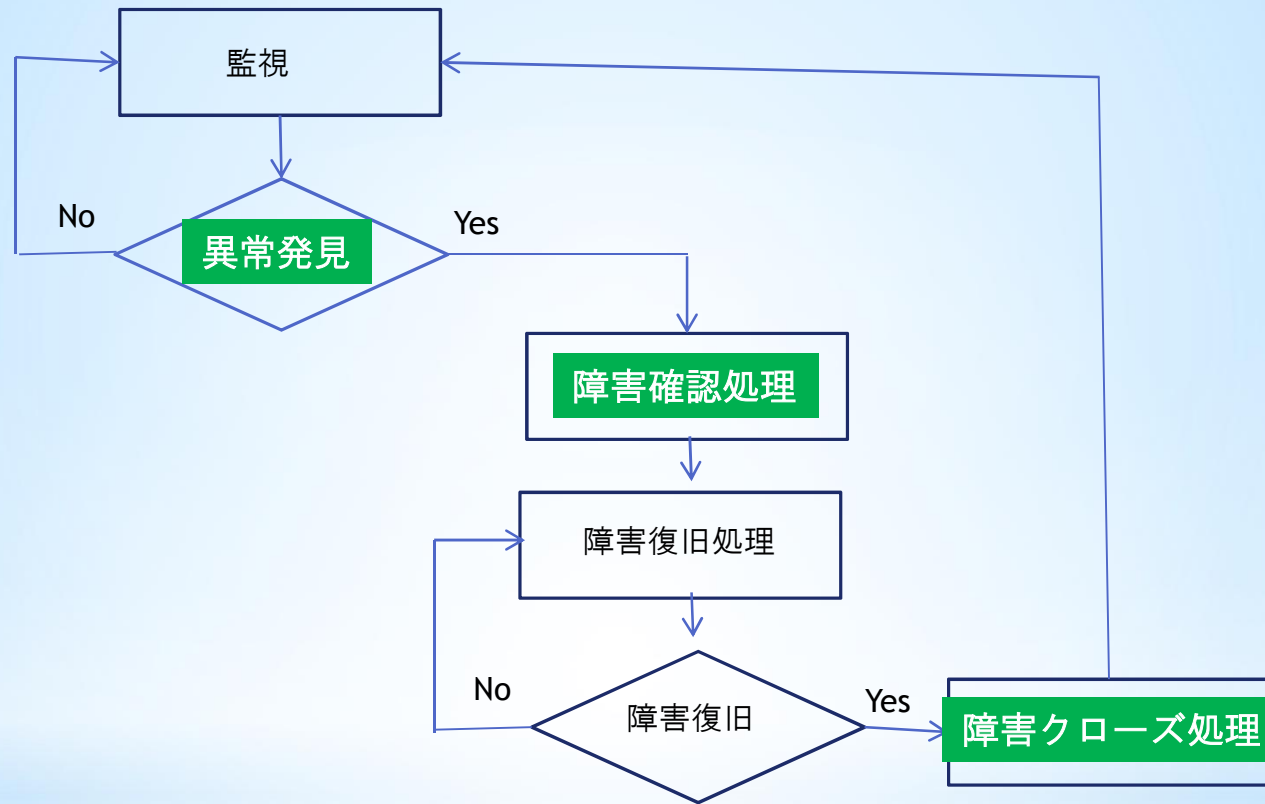 監視
No
異常発見
Yes
障害確認処理
障害復旧処理
No
障害復旧
Yes
障害クローズ処理